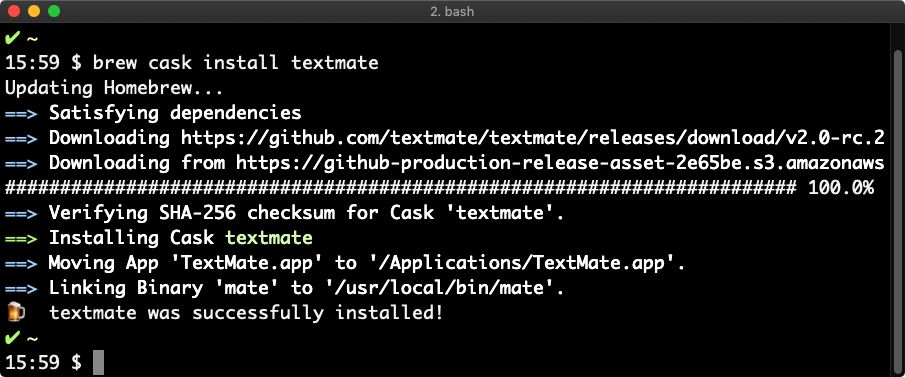 2. bash
✔ ~
15:59 $ brew cask install textmate
Updating Homebrew...
==> Satisfying dependencies
==> Downloading https://github.com/textmate/textmate/releases/download/v2.0-rc.2
==> Downloading from https://github-production-release-asset-2e65be.s3.amazonaws
######################################################################## 100.0%
==> Verifying SHA-256 checksum for Cask 'textmate'.
==> Installing Cask textmate
==> Moving App 'TextMate.app' to '/Applications/TextMate.app'.
==> Linking Binary 'mate' to '/usr/local/bin/mate'.
🍺 textmate was successfully installed!
✔ ~
15:59 $